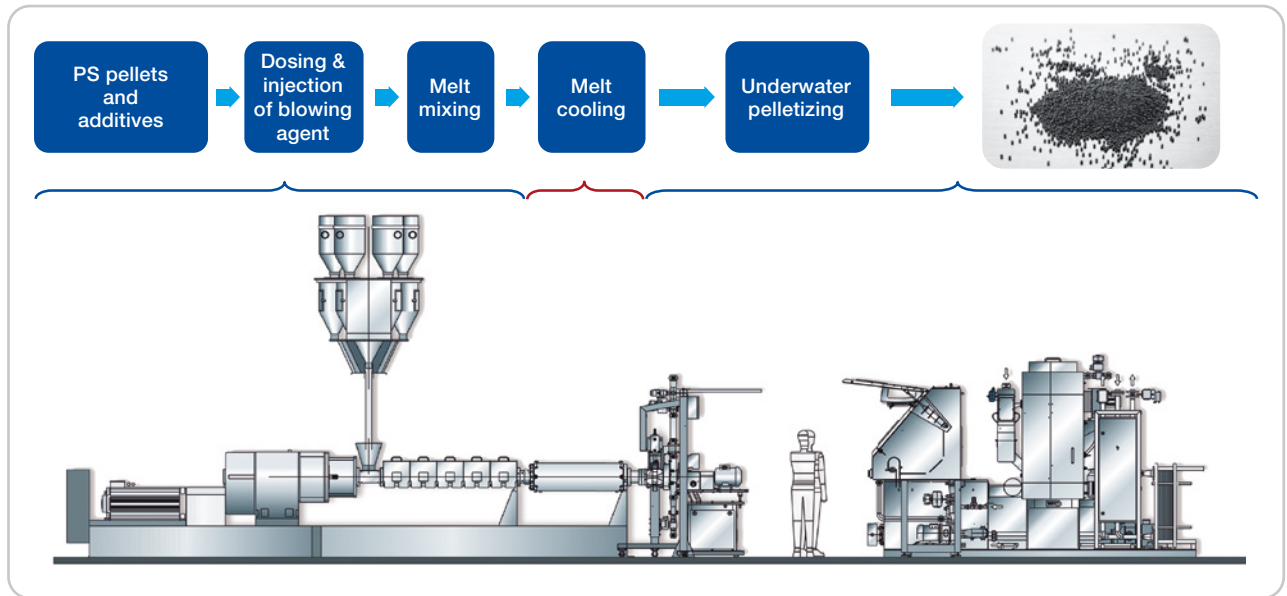 PS pellets
and
additives
Dosing &
injection
of blowing
agent
Melt
mixing
Melt
cooling
Underwater
pelletizing